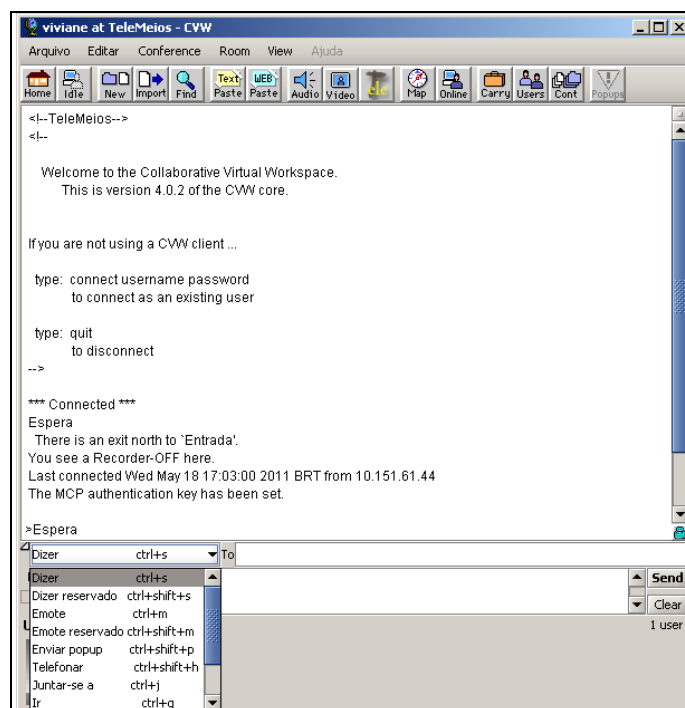 viviane at TeleMeios - CVW
Arquivo Editar Conference Room View Ajuda
Text WEB
Home Idle New Import Find Paste Paste Audio Video ele Map Online Carry Users Cont Popups
<!--TeleMeios-->
<!--
Welcome to the Collaborative Virtual Workspace.
This is version 4.0.2 of the CVW core.
If you are not using a CVW client ...
type: connect username password
to connect as an existing user
type: quit
to disconnect
-->
*** Connected ***
Espera
There is an exit north to `Entrada'.
You see a Recorder-OFF here.
Last connected Wed May 18 17:03:00 2011 BRT from 10.151.61.44
The MCP authentication key has been set.
>Espera
Dizer ctrl+s To
Dizer ctrl+s Send
Dizer reservado ctrl+shift+s
Emote ctrl+m Clear
Emote reservado ctrl+shift+m 1 user
Enviar popup ctrl+shift+p
Telefonar ctrl+shift+h
Juntar-se a ctrl+j
Ir ctrl+g